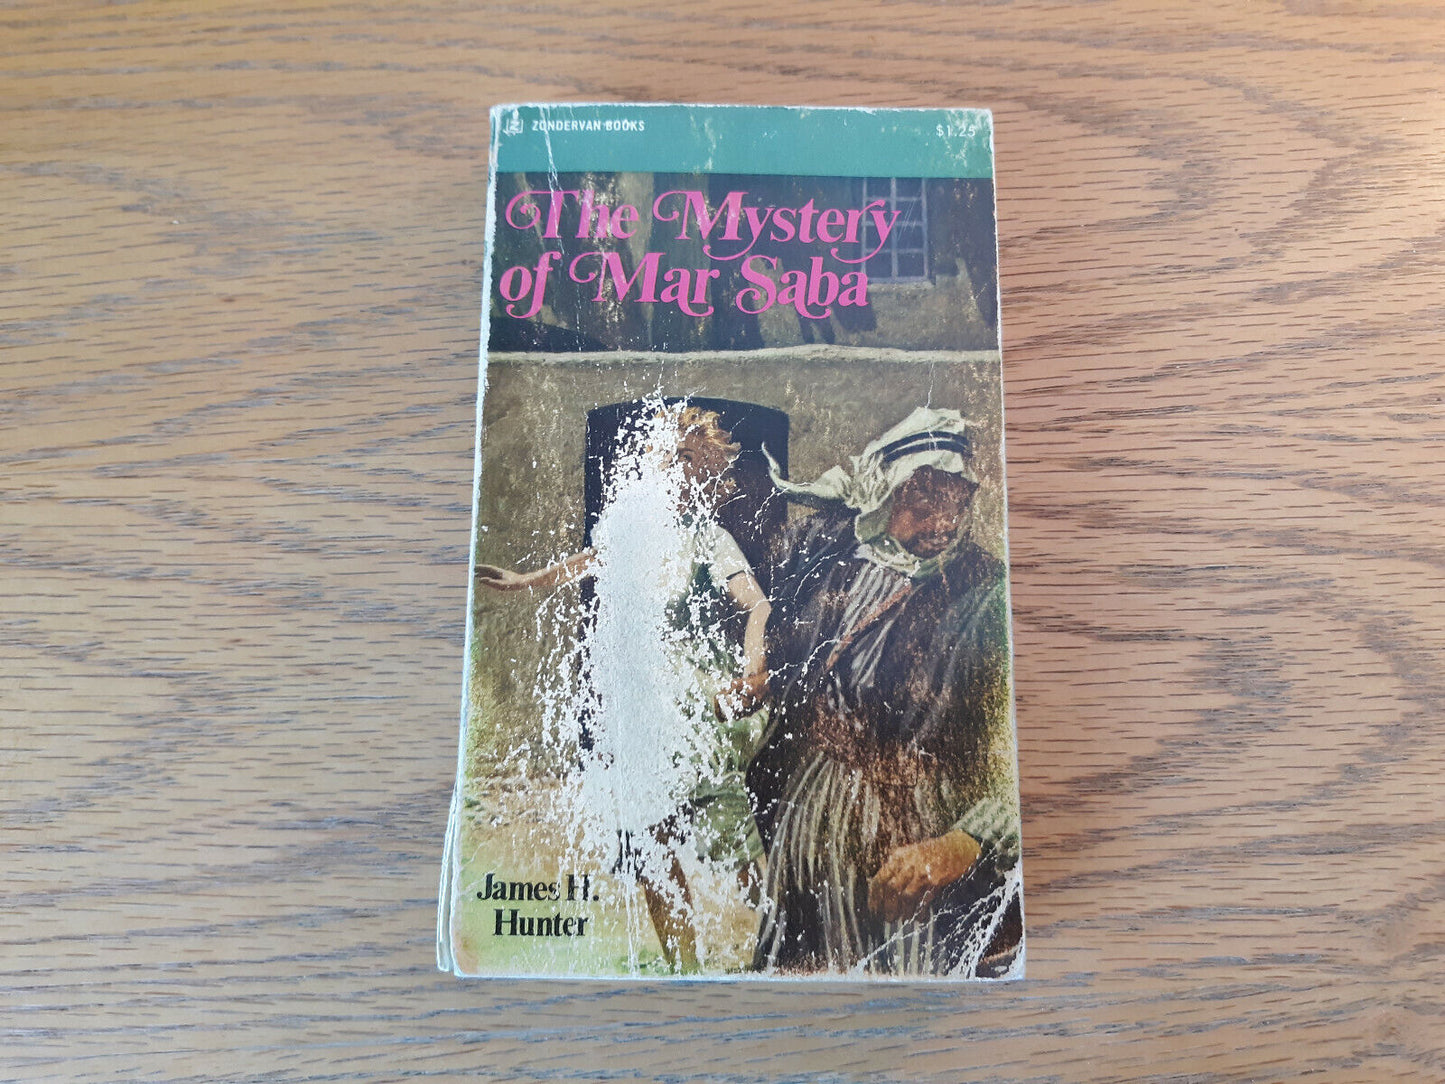 Z ZONDERVAN BOOKS
$1.25
The Mystery
of Mar Saba
James H.
Hunter